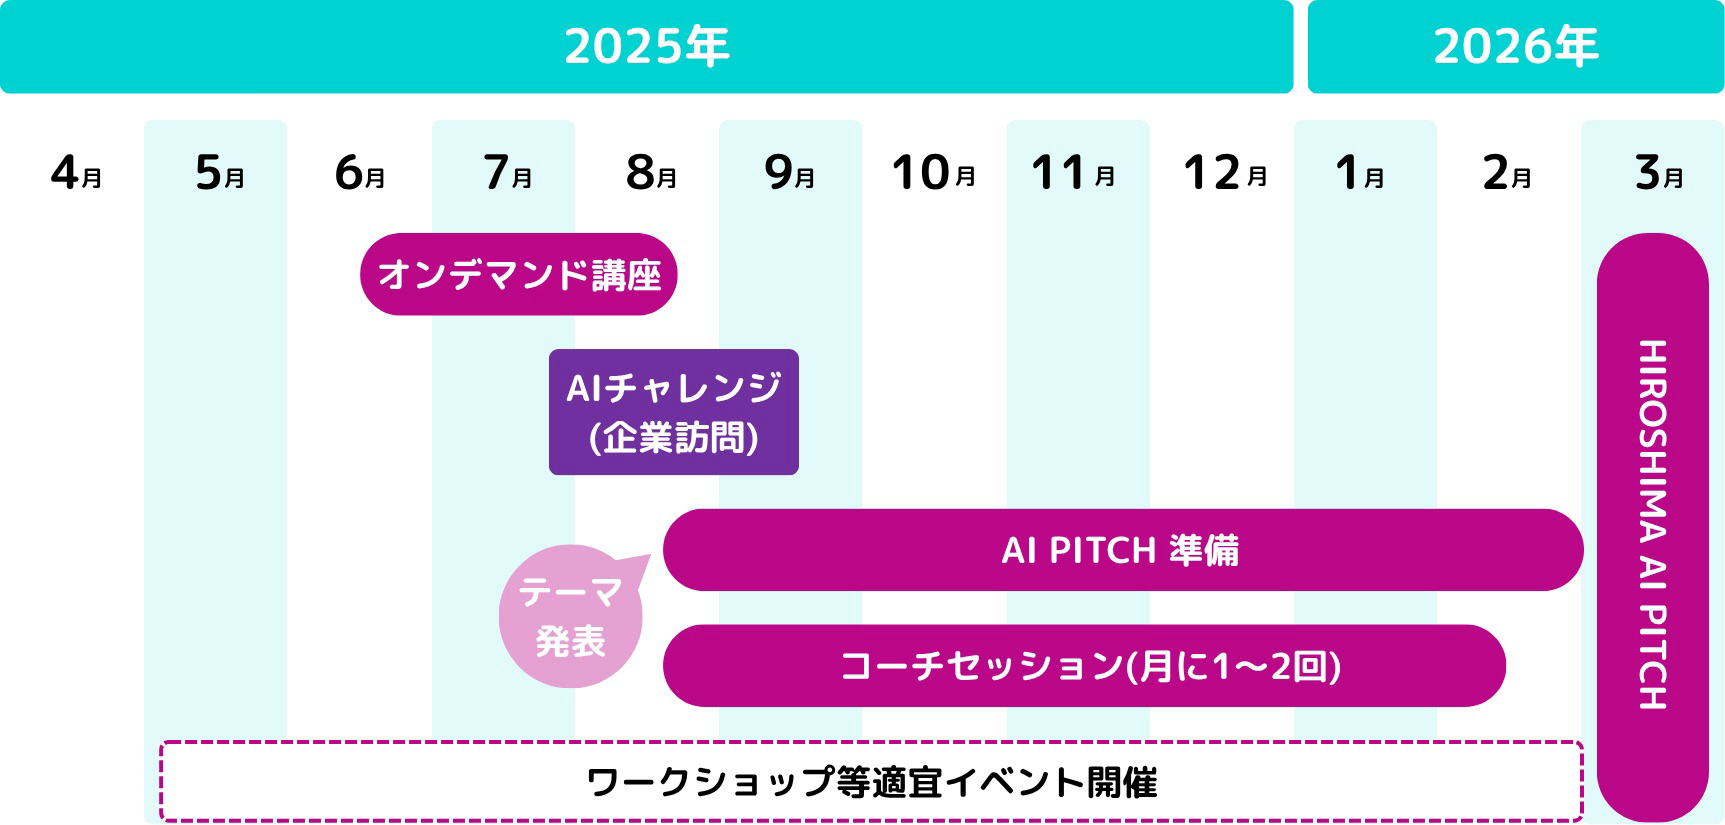 2025年
2026年
4月
5月
6月
7月
8月
9月
10月
11月
12月
1月
2月
3月
オンデマンド講座
AIチャレンジ
(企業訪問)
AI PITCH 準備
テーマ
発表
コーチセッション(月に1〜2回)
ワークショップ等適宜イベント開催
HIROSHIMA AI PITCH